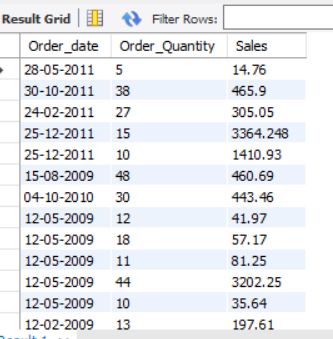 Result Grid Filter Rows:
Order_date Order_Quantity Sales
28-05-2011 5 14.76
30-10-2011 38 465.9
24-02-2011 27 305.05
25-12-2011 15 3364.248
25-12-2011 10 1410.93
15-08-2009 48 460.69
04-10-2010 30 443.46
12-05-2009 12 41.97
12-05-2009 18 57.17
12-05-2009 11 81.25
12-05-2009 44 3202.25
12-05-2009 10 35.64
12-02-2009 13 197.61